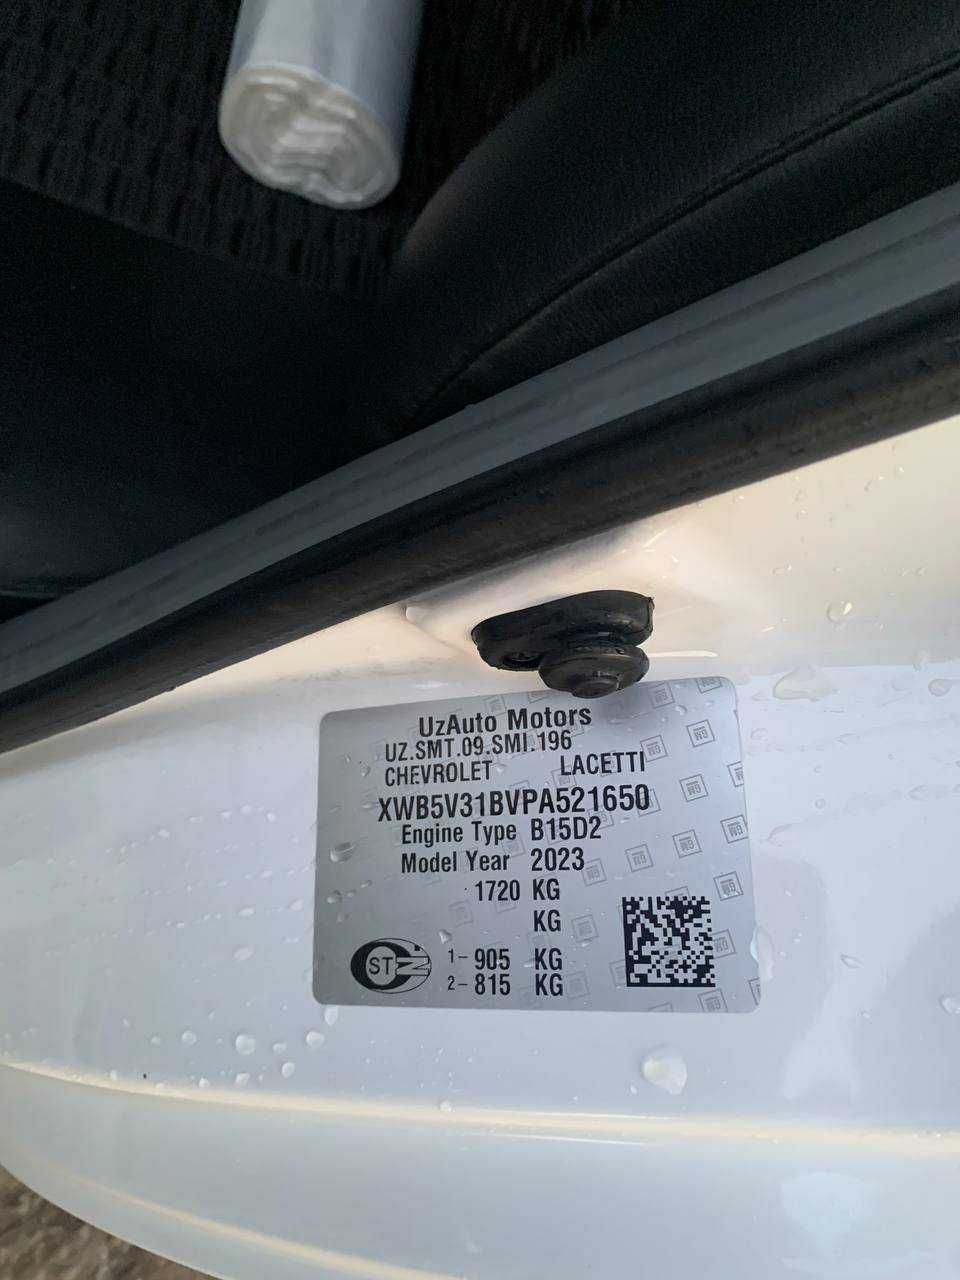 UzAuto Motors
UZ.SMT.09.SMI.196
CHEVROLET LACETTI
XWB5V31BVPA521650
Engine Type B15D2
Model Year 2023
1720 KG
KG
1- 905 KG
2- 815 KG
ST
GM